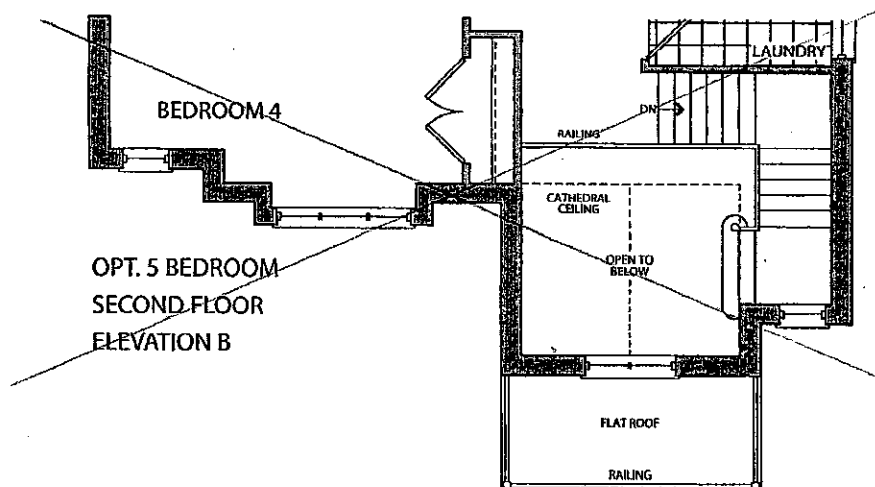 LAUNDRY
BEDROOM 4
DN
RAILING
CATHEDRAL
CEILING
OPEN TO
BELOW
OPT. 5 BEDROOM
SECOND FLOOR
ELEVATION B
FLAT ROOF
RAILING